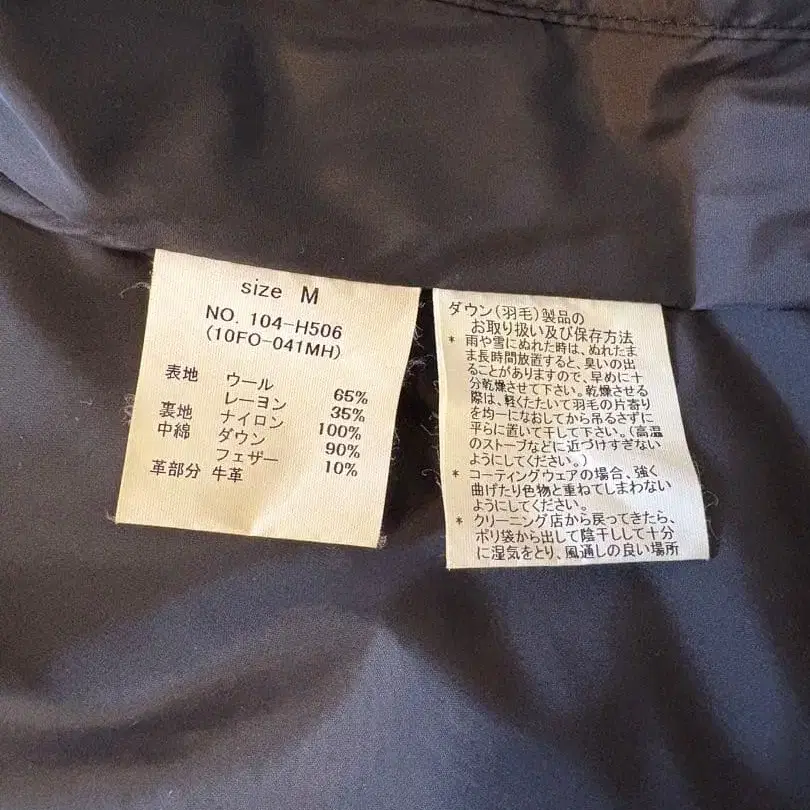 size M
NO. 104-H506
(10FO-041MH)
表地 ウール 65%
レーヨン 35%
裏地 ナイロン 100%
中綿 ダウン 90%
フェザー 10%
革部分 牛革
ダウン(羽毛)製品の
お取り扱い及び保存方法
* 雨や雪にぬれた時は、ぬれたま
ま長時間放置すると、臭いの出
ることがありますので、早めに十
分乾燥させて下さい。乾燥させる
際は、軽くたたいて羽毛の片寄り
を均一になおしてから吊るさずに
平らに置いて干して下さい。(高温
のストーブなどに近づけすぎない
ようにしてください。)
* コーティングウェアの場合、強く
曲げたり色物と重ねてしまわない
ようにしてください。
* クリーニング店から戻ってきたら、
ポリ袋から出して陰干しして十分
に湿気をとり、風通しの良い場所